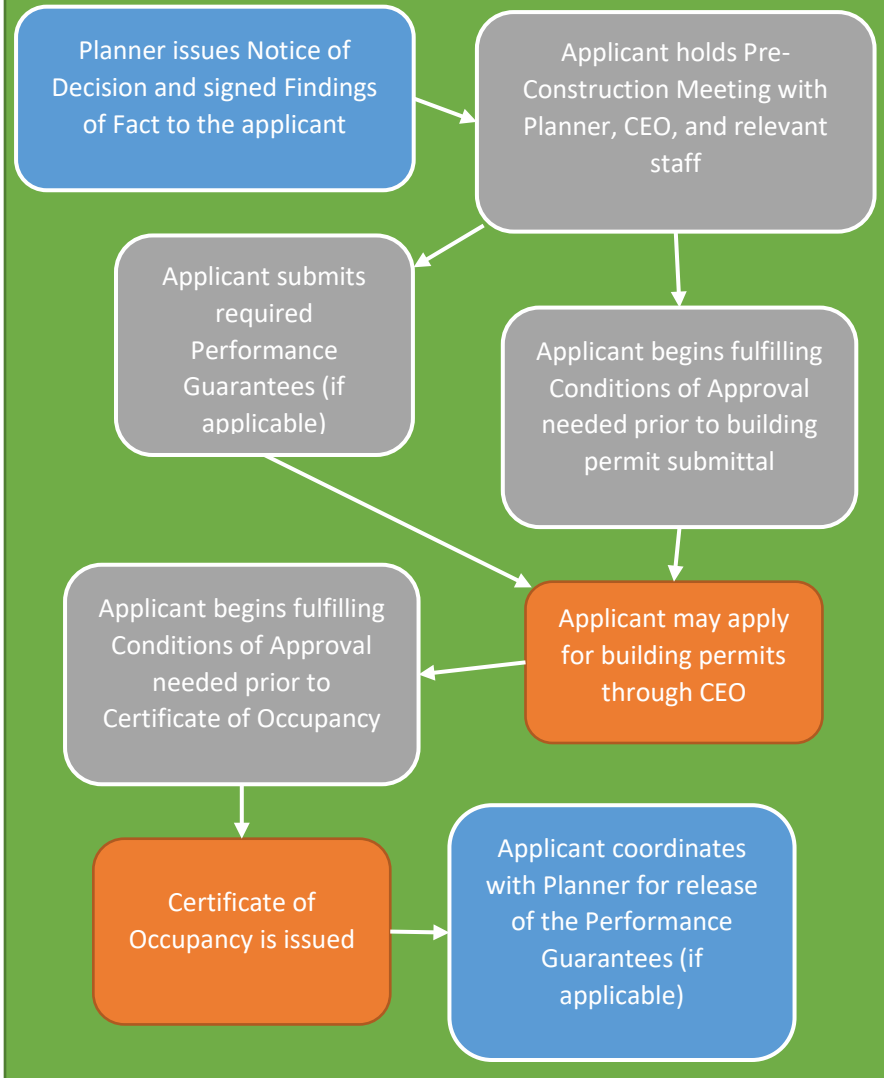 Planner issues Notice of
Decision and signed Findings
of Fact to the applicant
Applicant holds Pre-
Construction Meeting with
Planner, CEO, and relevant
staff
Applicant submits
required
Performance
Guarantees (if
applicable)
Applicant begins fulfilling
Conditions of Approval
needed prior to building
permit submittal
Applicant may apply
for building permits
through CEO
Applicant begins fulfilling
Conditions of Approval
needed prior to
Certificate of Occupancy
Certificate of
Occupancy is issued
Applicant coordinates
with Planner for release
of the Performance
Guarantees (if
applicable)